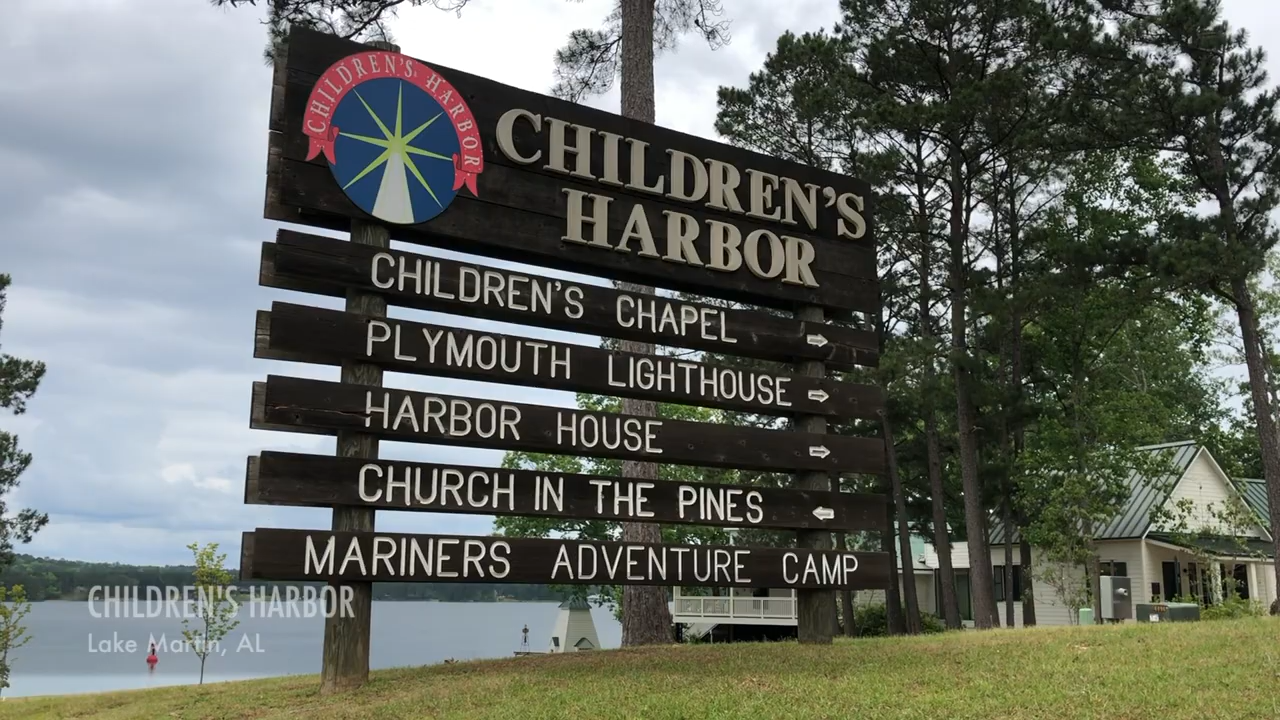 CHILDREN'S HARBOR
CHILDREN'S
HARBOR
CHILDREN'S CHAPEL
PLYMOUTH LIGHTHOUSE
HARBOR HOUSE
CHURCH IN THE PINES
MARINERS ADVENTURE CAMP
CHILDREN'S HARBOR
Lake Martin, AL